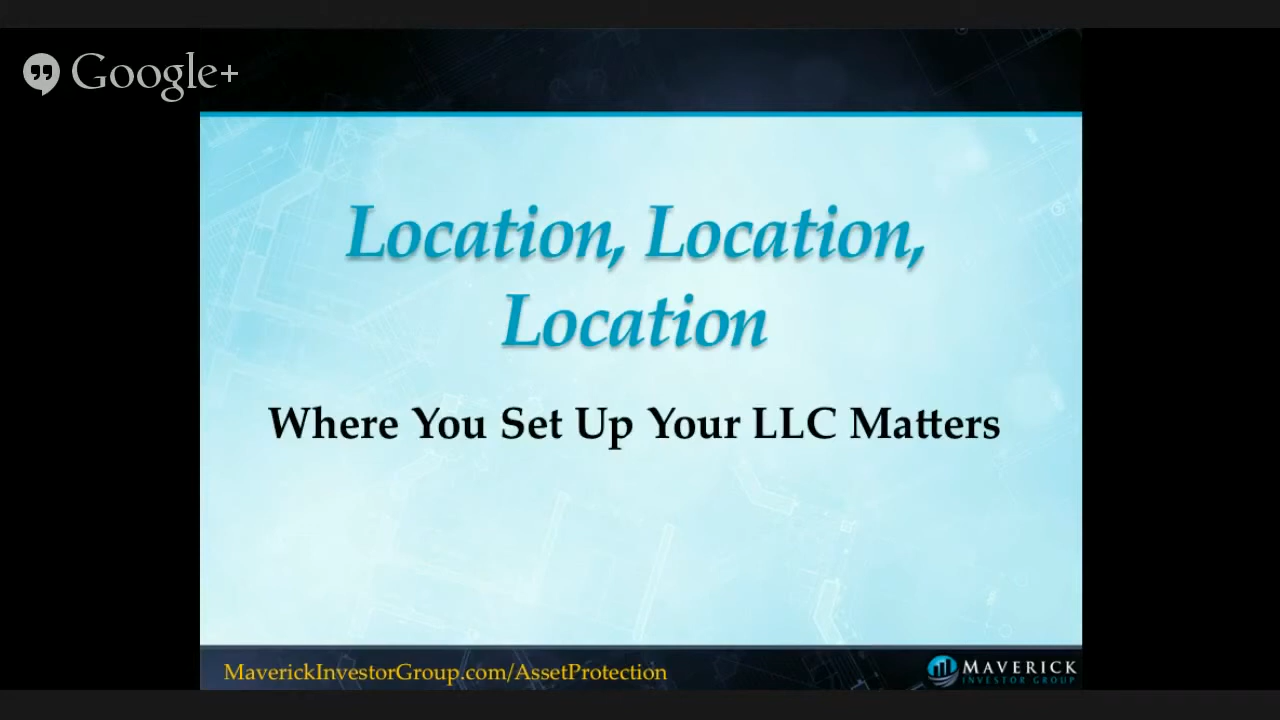 Google+
Location, Location,
Location
Where You Set Up Your LLC Matters
MaverickInvestorGroup.com/AssetProtection
MAVERICK
INVESTOR GROUP